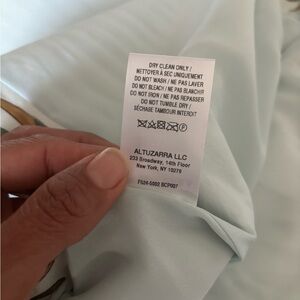 DRY CLEAN ONLY /
NETTOYER À SEC UNIQUEMENT
DO NOT WASH / NE PAS LAVER
DO NOT BLEACH / NE PAS BLANCHIR
DO NOT IRON / NE PAS REPASSER
DO NOT TUMBLE DRY /
SÉCHAGE TAMBOUR INTERDIT
P
ALTUZARRA LLC
233 Broadway, 14th Floor
New York, NY 10279